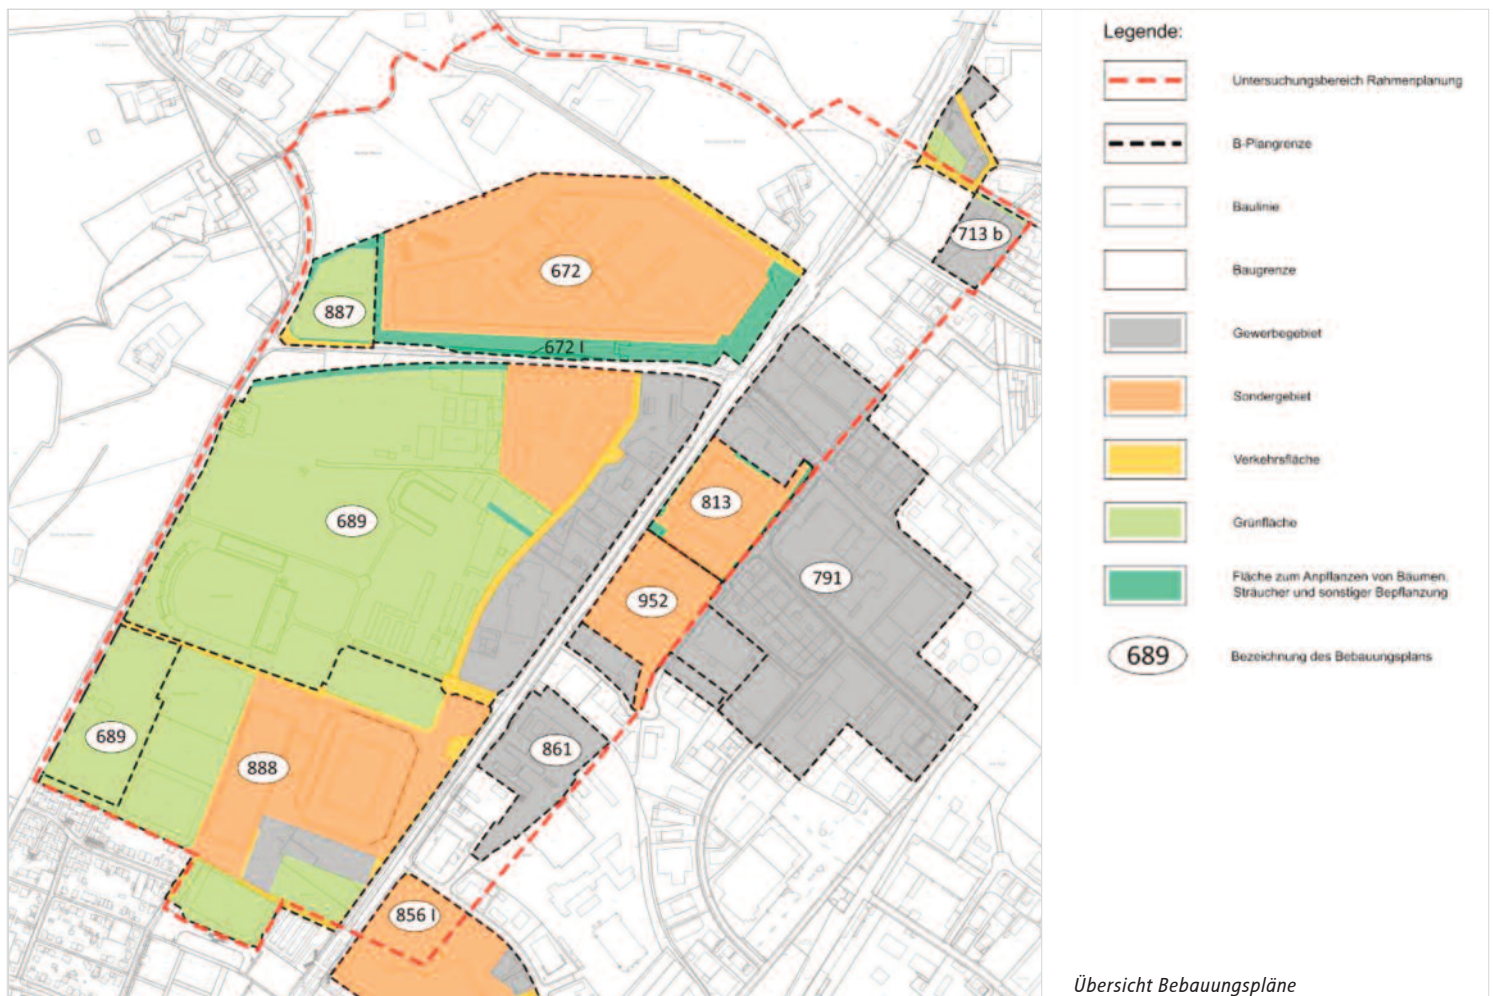 713 b
672
887
672 I
689
813
791
952
689
888
861
856 I
Legende:
Untersuchungsbereich Rahmenplanung
B-Plangrenze
Baulinie
Baugrenze
Gewerbegebiet
Sondergebiet
Verkehrsfläche
Grünfläche
Fläche zum Anpflanzen von Bäumen,
Sträucher und sonstiger Bepflanzung
689
Bezeichnung des Bebauungsplans
Übersicht Bebauungspläne